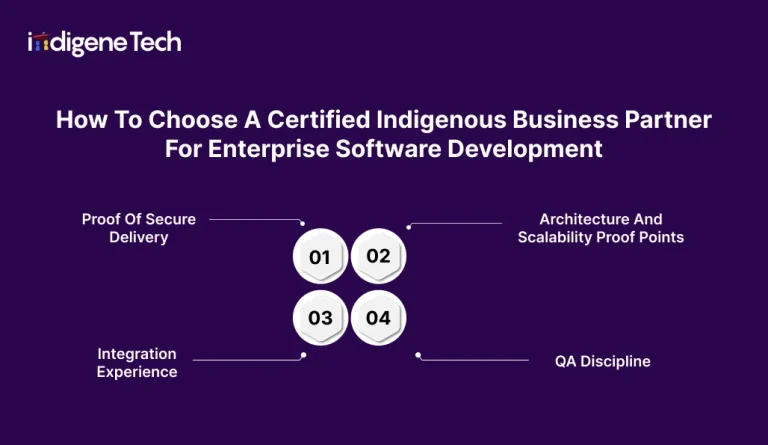 indigeneTech
How To Choose A Certified Indigenous Business Partner
For Enterprise Software Development
Proof Of Secure
Delivery
01
02
Architecture And
Scalability Proof Points
Integration
Experience
03
04
QA Discipline